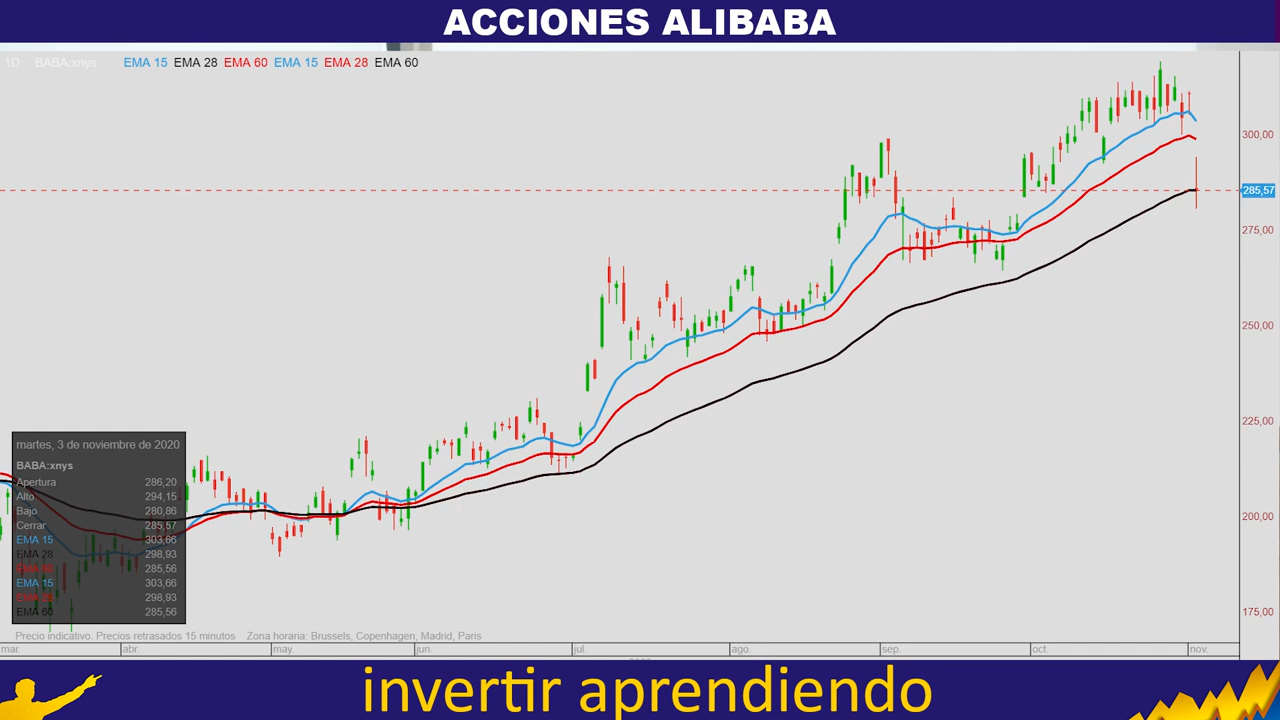 ACCIONES ALIBABA
1D BABA:xnys EMA 15 EMA 28 EMA 60 EMA 15 EMA 28 EMA 60
300,00
285,57
275,00
250,00
225,00
200,00
175,00
martes, 3 de noviembre de 2020
BABA:xnys
Apertura 286,20
Alto 294,15
Bajo 280,86
Cerrar 285,57
EMA 15 303,66
EMA 28 298,93
285,56
EMA 15 303,66
298,93
EMA 60 285,56
Precio indicativo. Precios retrasados 15 minutos Zona horaria: Brussels, Copenhagen, Madrid, Paris
mar. abr. may. jun. jul. ago. sep. oct. nov.
invertir aprendiendo